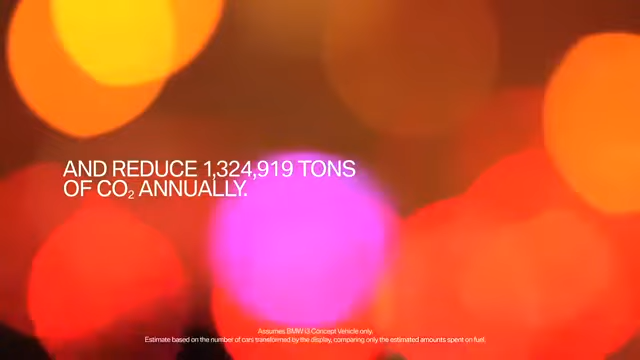 AND REDUCE 1,324,919 TONS
OF CO₂ ANNUALLY.
Assumes BMW i3 Concept Vehicle only.
Estimate based on the number of cars transformed by the display, comparing only the estimated amounts spent on fuel.